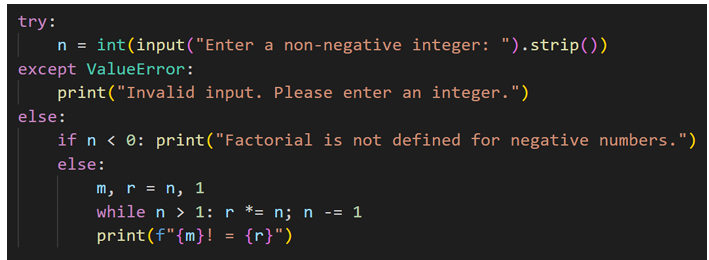 try:
    n = int(input("Enter a non-negative integer: ").strip())
except ValueError:
    print("Invalid input. Please enter an integer.")
else:
    if n < 0: print("Factorial is not defined for negative numbers.")
    else:
        m, r = n, 1
        while n > 1: r *= n; n -= 1
        print(f"{m}! = {r}")